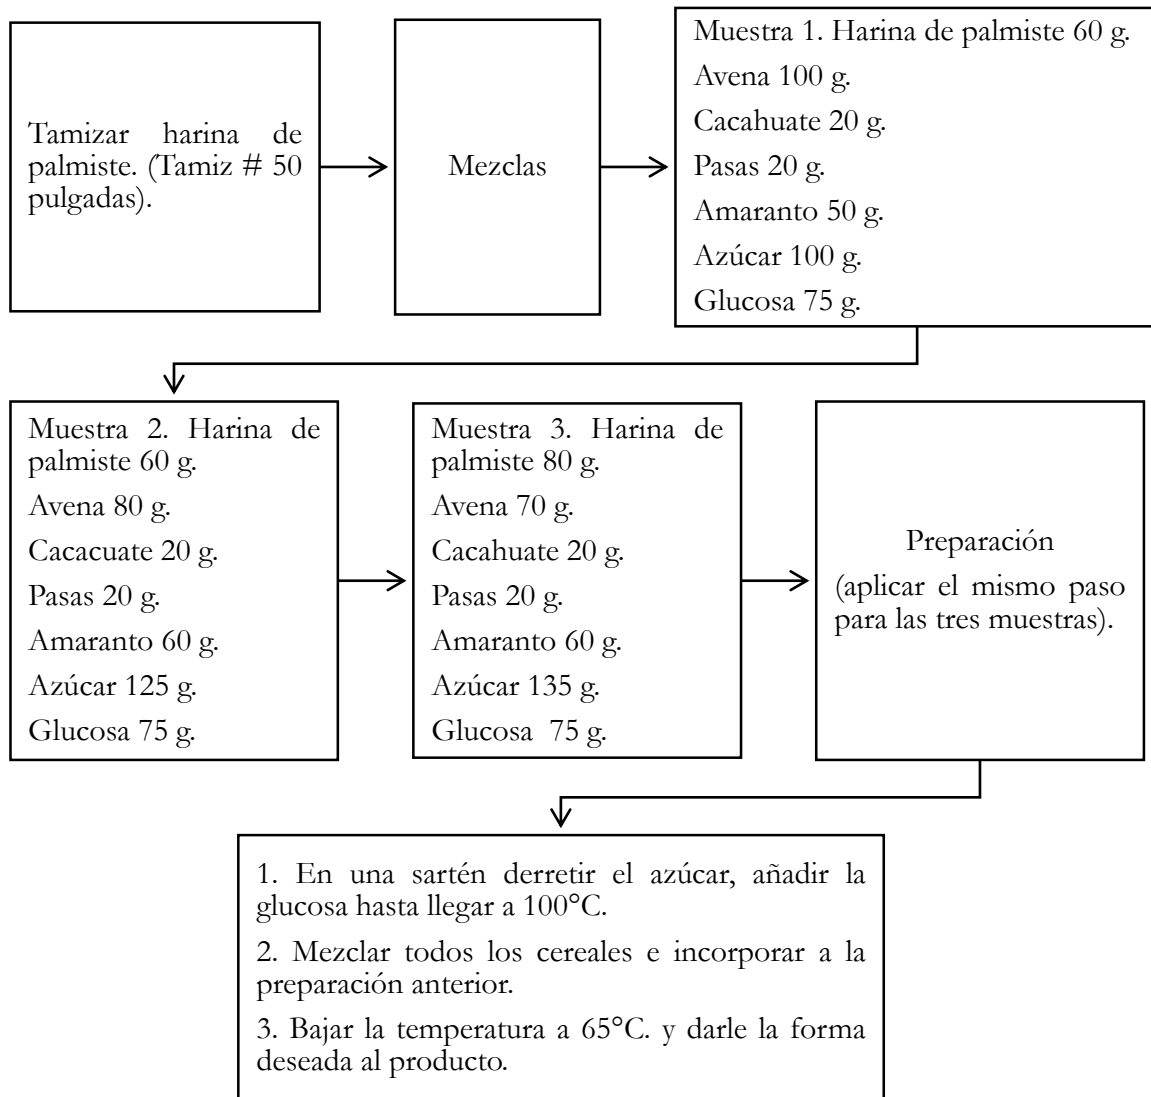 Tamizar harina de
palmiste. (Tamiz # 50
pulgadas).
Mezclas
Muestra 1. Harina de palmiste 60 g.
Avena 100 g.
Cacahuate 20 g.
Pasas 20 g.
Amaranto 50 g.
Azúcar 100 g.
Glucosa 75 g.
Muestra 2. Harina de
palmiste 60 g.
Avena 80 g.
Cacacuate 20 g.
Pasas 20 g.
Amaranto 60 g.
Azúcar 125 g.
Glucosa 75 g.
Muestra 3. Harina de
palmiste 80 g.
Avena 70 g.
Cacahuate 20 g.
Pasas 20 g.
Amaranto 60 g.
Azúcar 135 g.
Glucosa 75 g.
Preparación
(aplicar el mismo paso
para las tres muestras).
1. En una sartén derretir el azúcar, añadir la
glucosa hasta llegar a 100°C.
2. Mezclar todos los cereales e incorporar a la
preparación anterior.
3. Bajar la temperatura a 65°C. y darle la forma
deseada al producto.